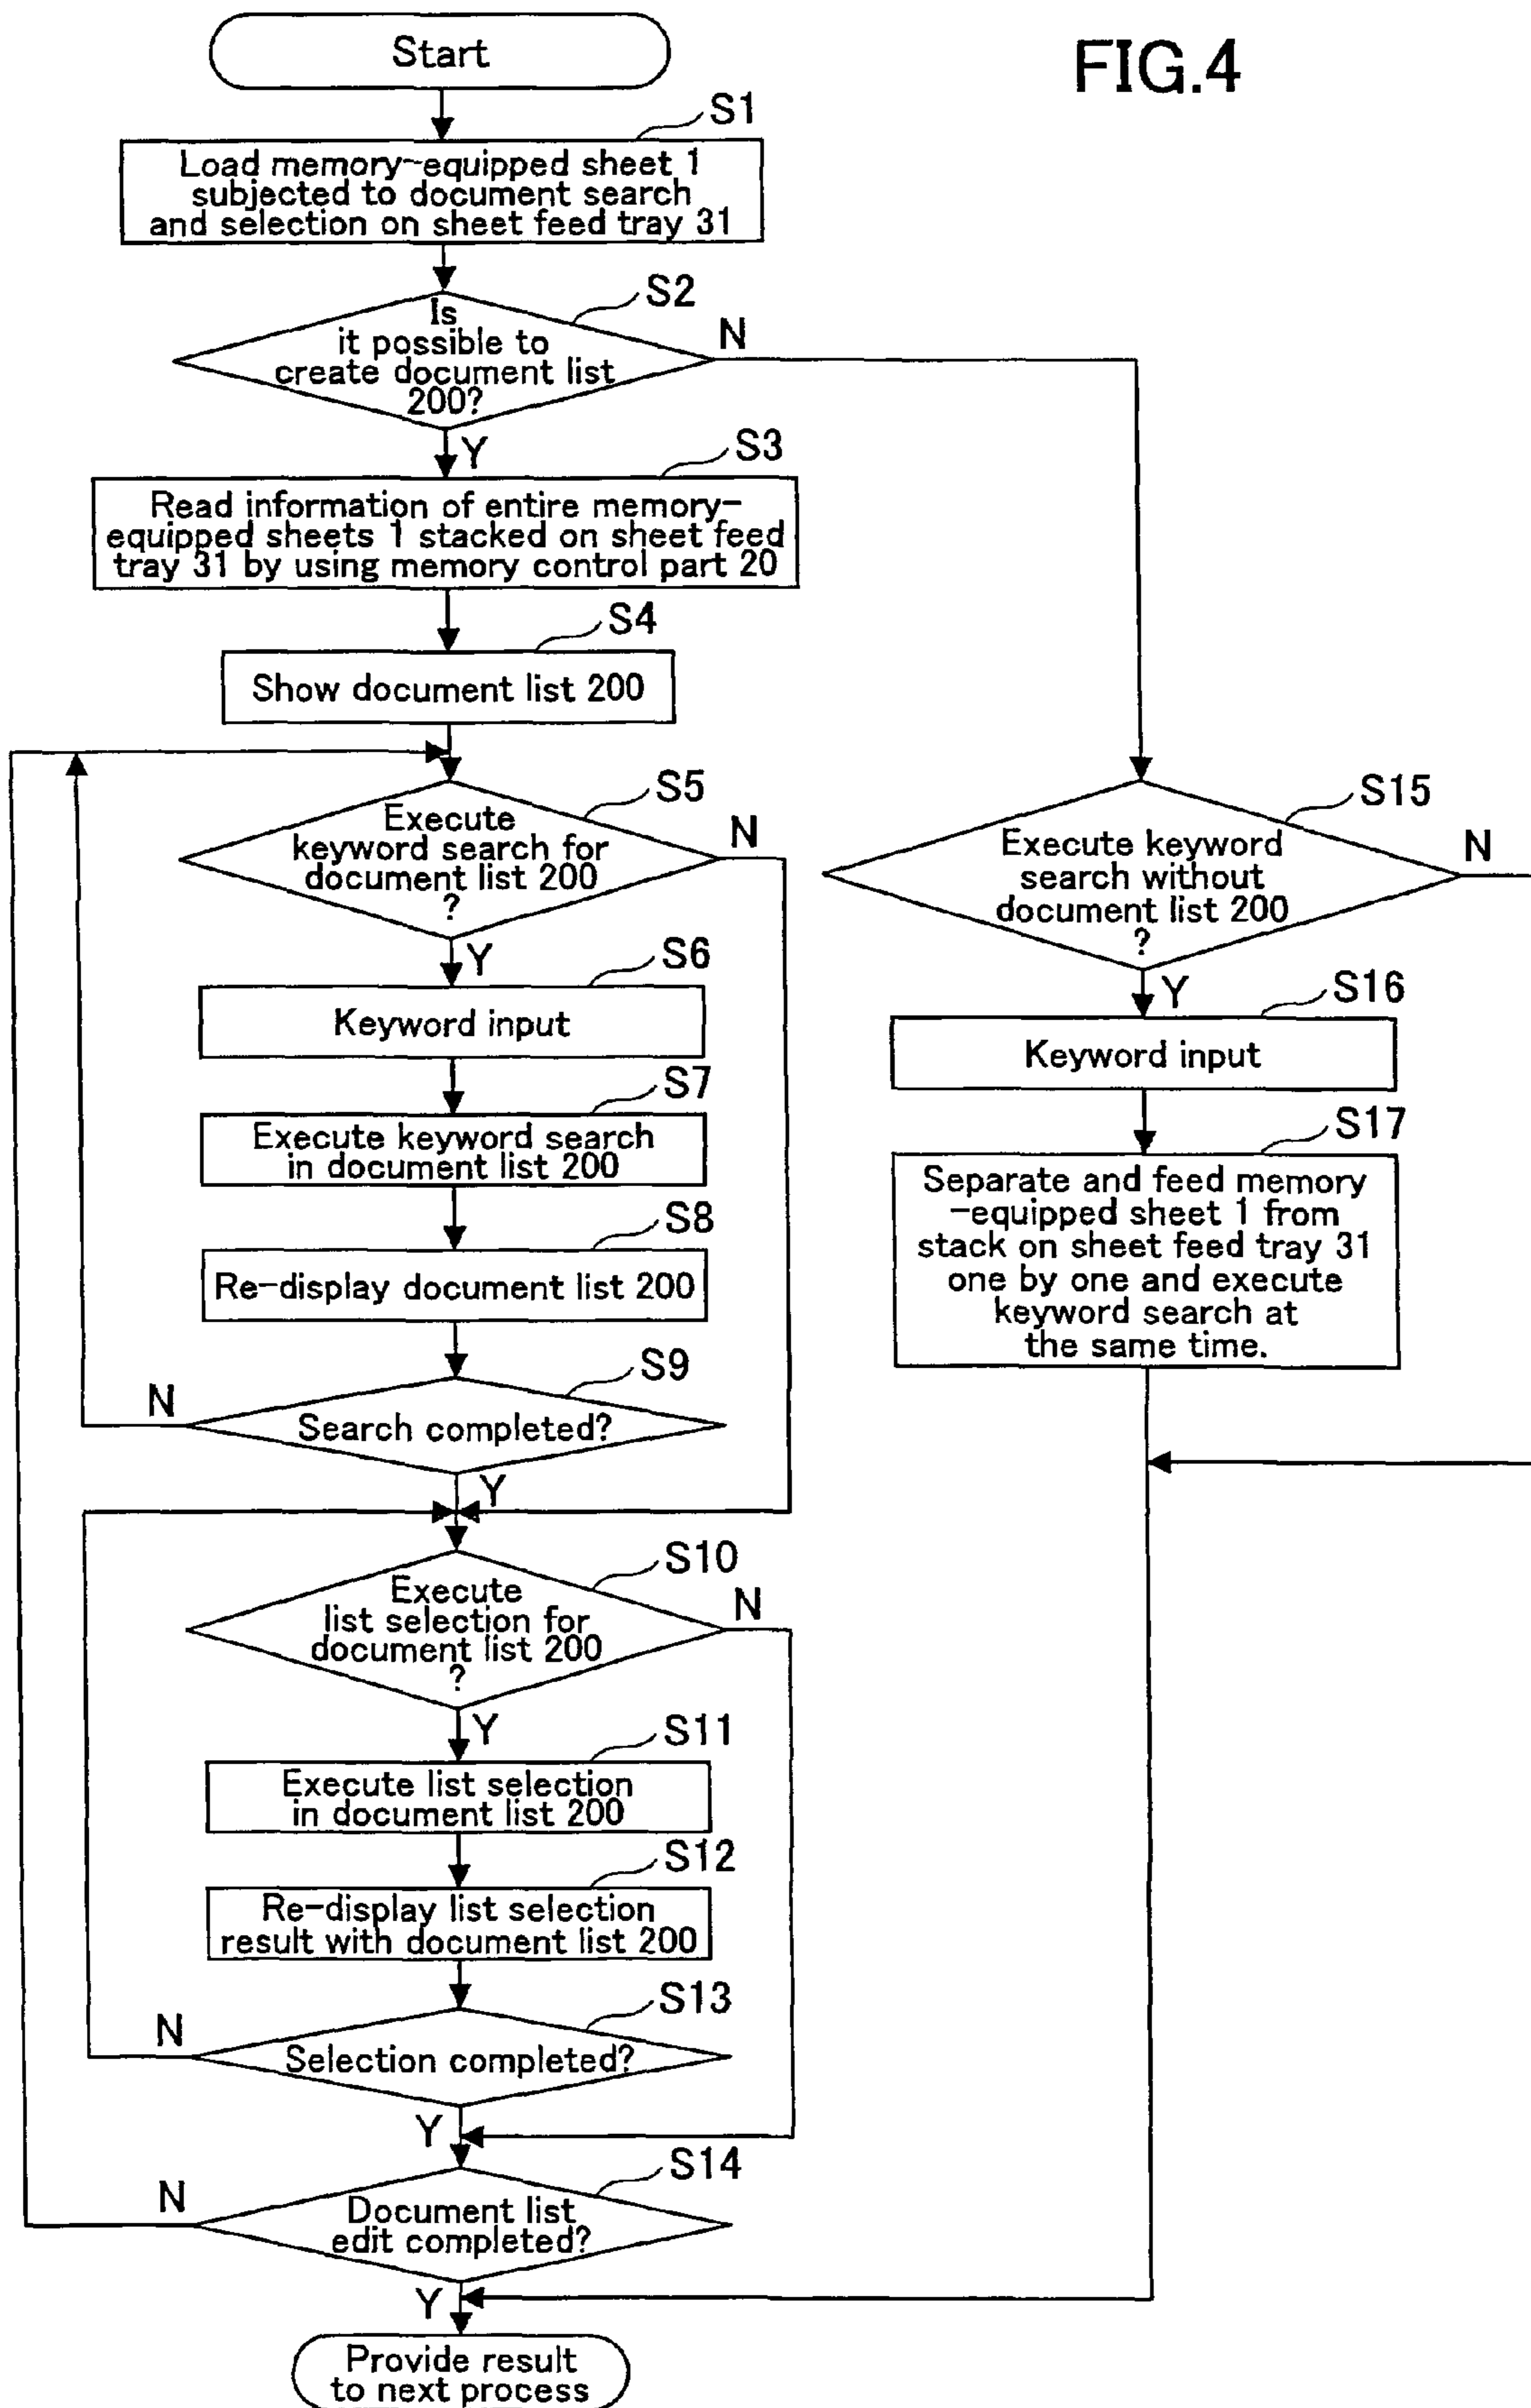 FIG.4
Start
S1
Load memory-equipped sheet 1
subjected to document search
and selection on sheet feed tray 31
S2
Is
it possible to
create document list
200?
N
Y
S3
Read information of entire memory-
equipped sheets 1 stacked on sheet feed
tray 31 by using memory control part 20
S4
Show document list 200
S5
Execute
keyword search for
document list 200
?
N
Y
S6
Keyword input
S7
Execute keyword search
in document list 200
S8
Re-display document list 200
S9
N
Search completed?
Y
S10
Execute
list selection for
document list 200
?
N
Y
S11
Execute list selection
in document list 200
S12
Re-display list selection
result with document list 200
S13
N
Selection completed?
Y
S14
N
Document list
edit completed?
Y
Provide result
to next process
S15
Execute keyword
search without
document list 200
?
N
Y
S16
Keyword input
S17
Separate and feed memory
-equipped sheet 1 from
stack on sheet feed tray 31
one by one and execute
keyword search at
the same time.